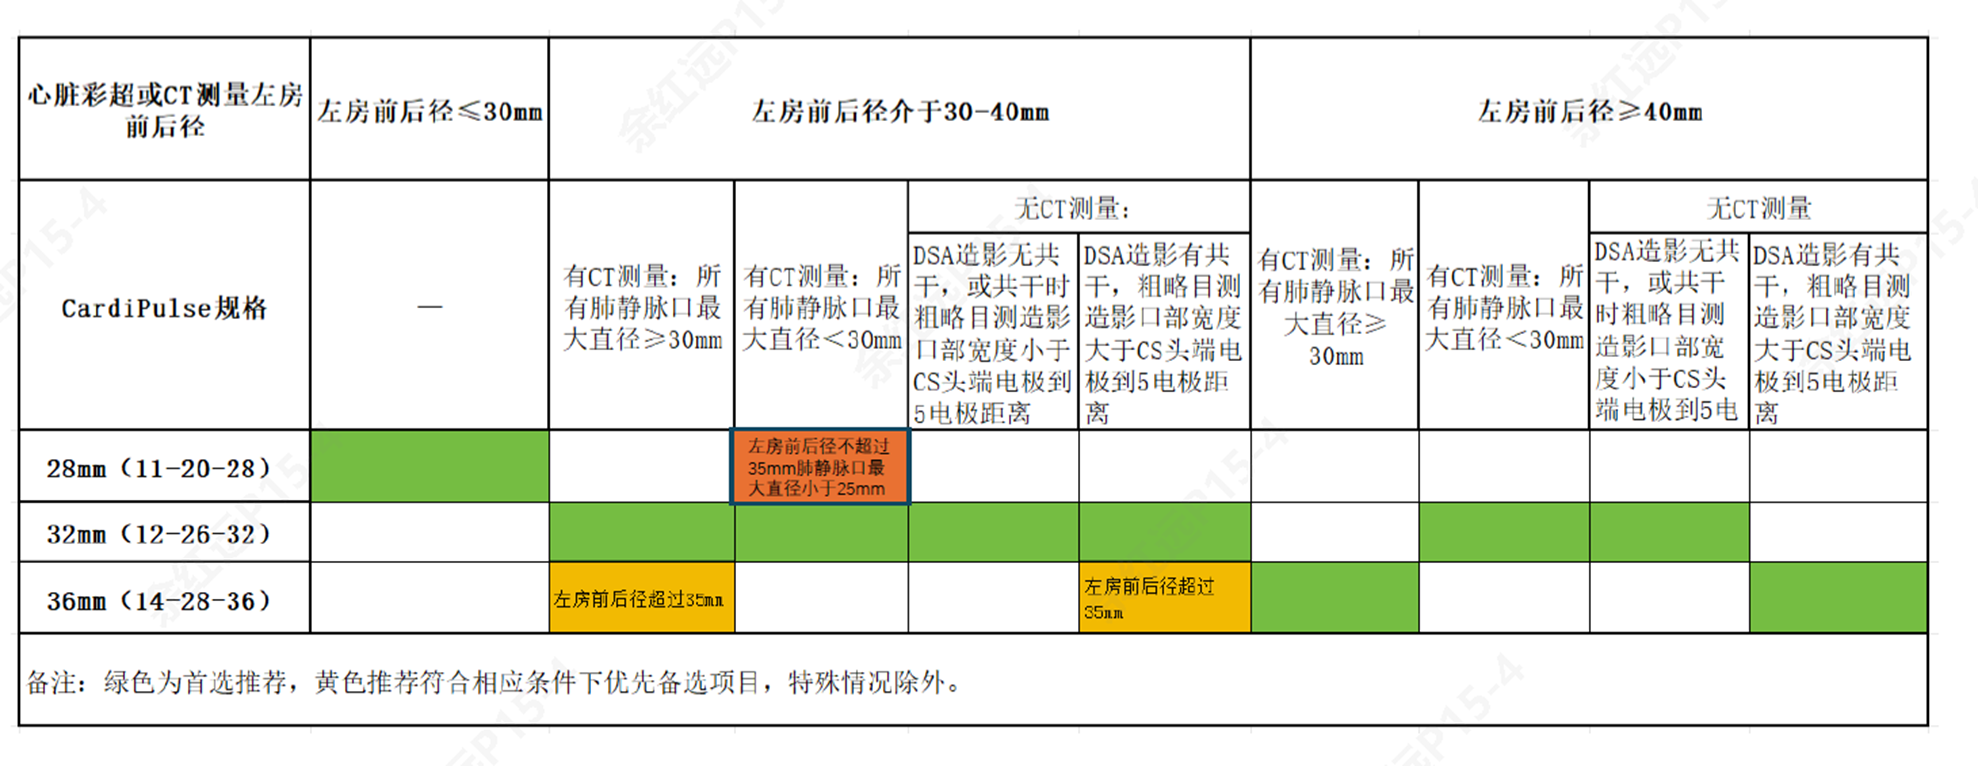 心脏彩超或CT测量左房
前后径
左房前后径≤30mm
左房前后径介于30-40mm
左房前后径≥40mm
CardiPulse规格
—
有CT测量：所
有肺静脉口最
大直径≥30mm
有CT测量：所
有肺静脉口最
大直径＜30mm
无CT测量：
DSA造影无共
干，或共干时
粗略目测造影
口部宽度小于
CS头端电极到
5电极距离
DSA造影有共
干，粗略目测
造影口部宽度
大于CS头端电
极到5电极距
离
有CT测量：所
有肺静脉口最
大直径≥
30mm
有CT测量：所
有肺静脉口最
大直径＜30mm
无CT测量
DSA造影无共
干，或共干
时粗略目测
造影口部宽
度小于CS头
端电极到5电
DSA造影有共
干，粗略目测
造影口部宽度
大于CS头端电
极到5电极距
离
28mm（11-20-28）
左房前后径不超过
35mm肺静脉口最
大直径小于25mm
32mm（12-26-32）
36mm（14-28-36）
左房前后径超过35mm
左房前后径超过
35mm
备注：绿色为首选推荐，黄色推荐符合相应条件下优先备选项目，特殊情况除外。
余红远P15-4